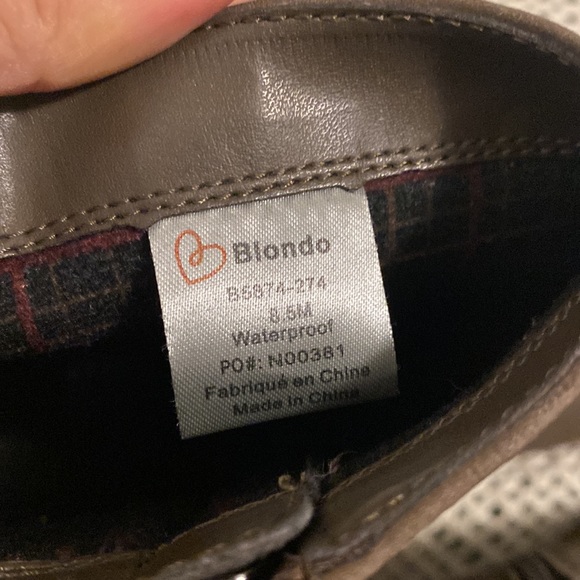 Blondo
B5874-274
8.5M
Waterproof
PO#: N00381
Fabriqué en Chine
Made in China